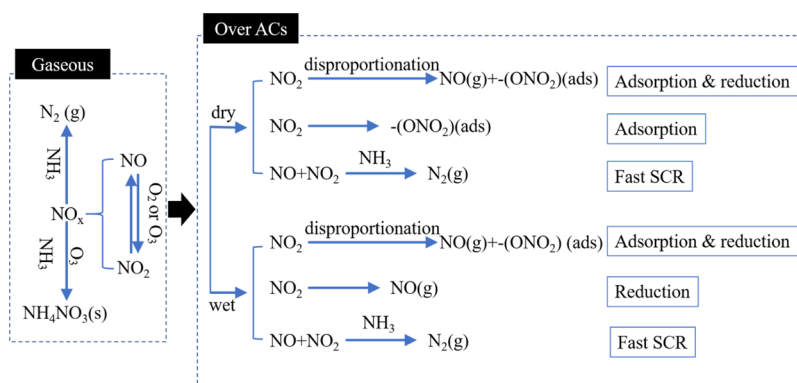 Over ACs
Gaseous
N₂ (g)
NH₃
NOₓ
NH₃
O₃
NH₄NO₃(s)
NO
O₂ or O₃
NO₂
dry
NO₂ disproportionation NO(g)+-(ONO₂)(ads) Adsorption & reduction
NO₂ -(ONO₂)(ads) Adsorption
NO+NO₂ NH₃ N₂(g) Fast SCR
wet
NO₂ disproportionation NO(g)+-(ONO₂) (ads) Adsorption & reduction
NO₂ NO(g) Reduction
NO+NO₂ NH₃ N₂(g) Fast SCR